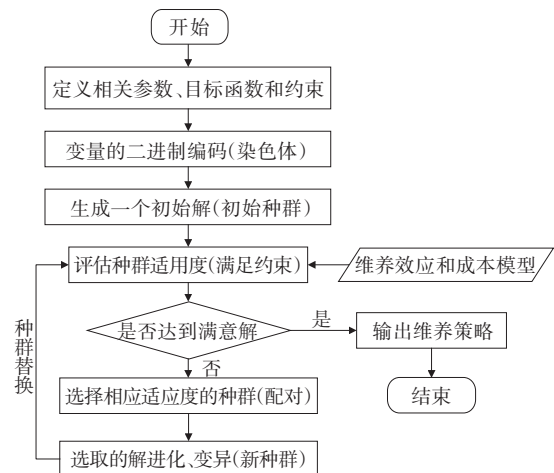 开始
定义相关参数、目标函数和约束
变量的二进制编码(染色体)
生成一个初始解(初始种群)
评估种群适用度(满足约束)
维养效应和成本模型
种群替换
是否达到满意解
是
输出维养策略
否
结束
选择相应适应度的种群(配对)
选取的解进化、变异(新种群)